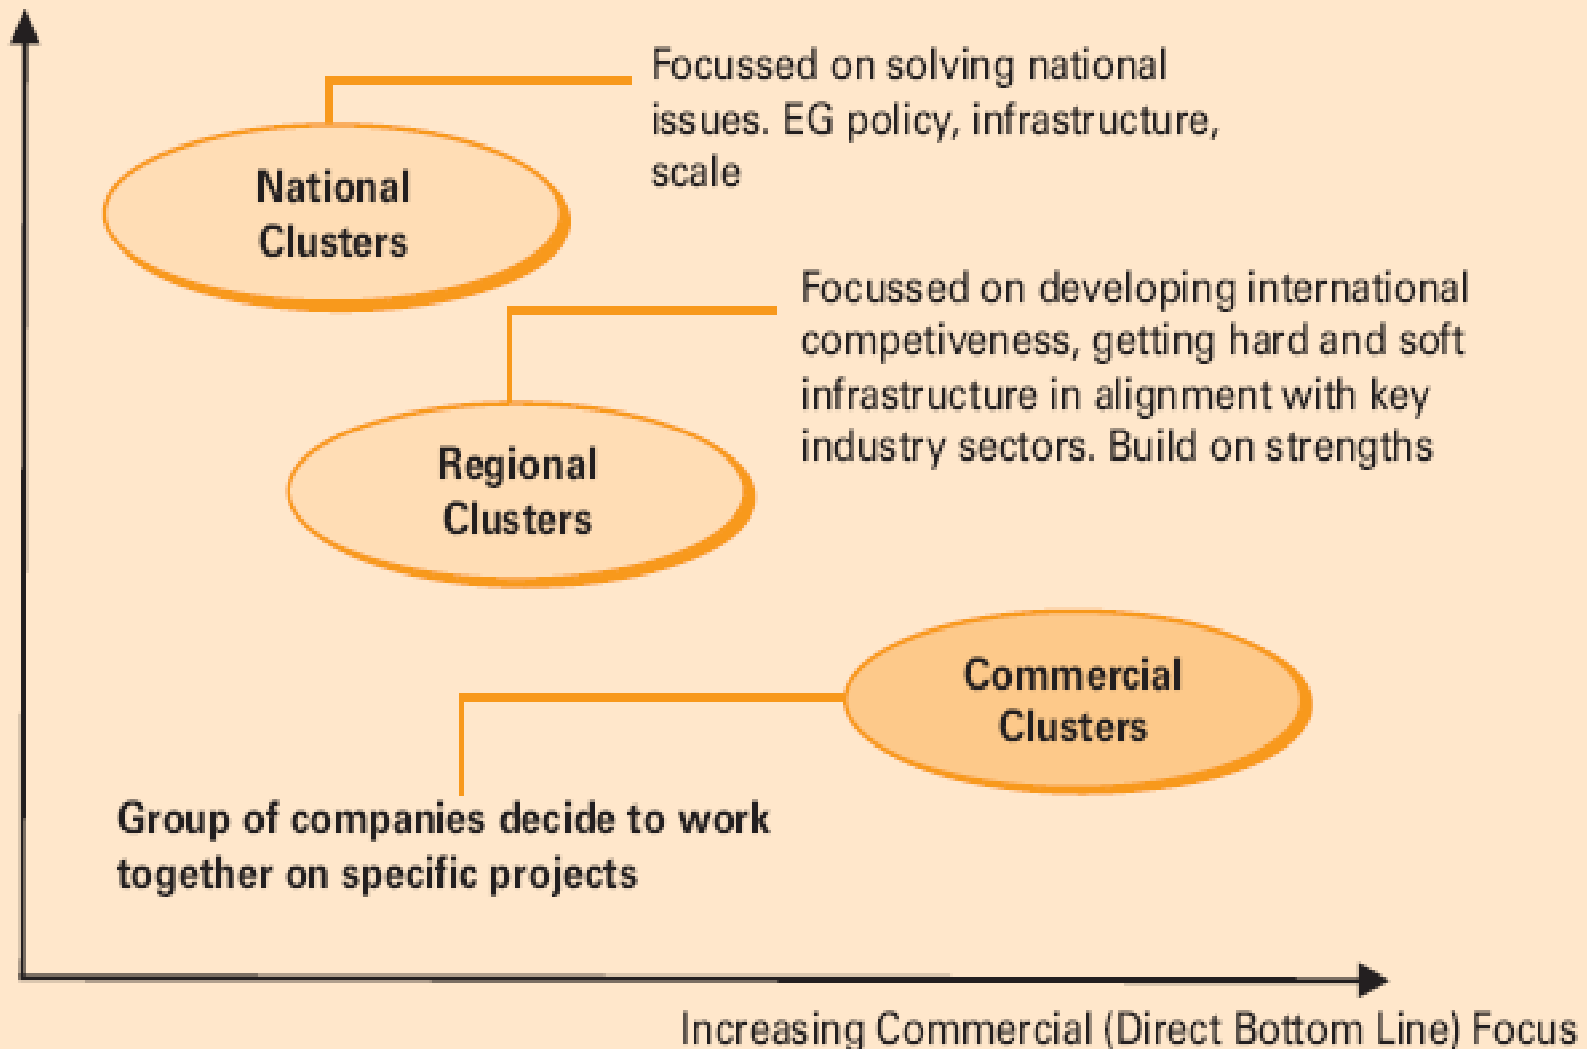 Focussed on solving national
issues. EG policy, infrastructure,
scale
National
Clusters
Focussed on developing international
competiveness, getting hard and soft
infrastructure in alignment with key
industry sectors. Build on strengths
Regional
Clusters
Commercial
Clusters
Group of companies decide to work
together on specific projects
Increasing Commercial (Direct Bottom Line) Focus